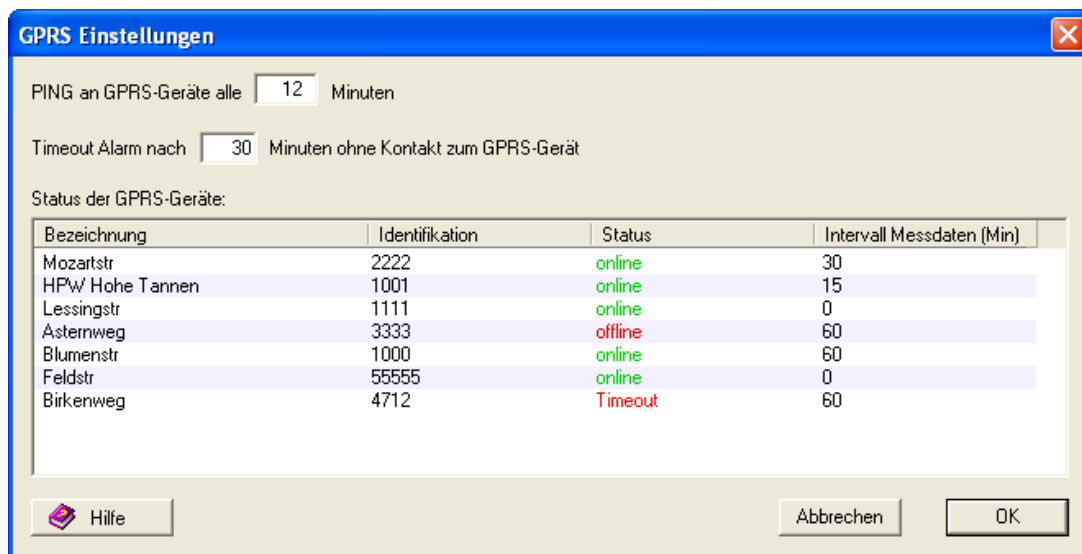 GPRS Einstellungen
PING an GPRS-Geräte alle 12 Minuten
Timeout Alarm nach 30 Minuten ohne Kontakt zum GPRS-Gerät
Status der GPRS-Geräte:
Bezeichnung Identifikation Status Intervall Messdaten (Min)
Mozartstr 2222 online 30
HPW Hohe Tannen 1001 online 15
Lessingstr 1111 online 0
Asternweg 3333 offline 60
Blumenstr 1000 online 60
Feldstr 55555 online 0
Birkenweg 4712 Timeout 60
Hilfe Abbrechen OK